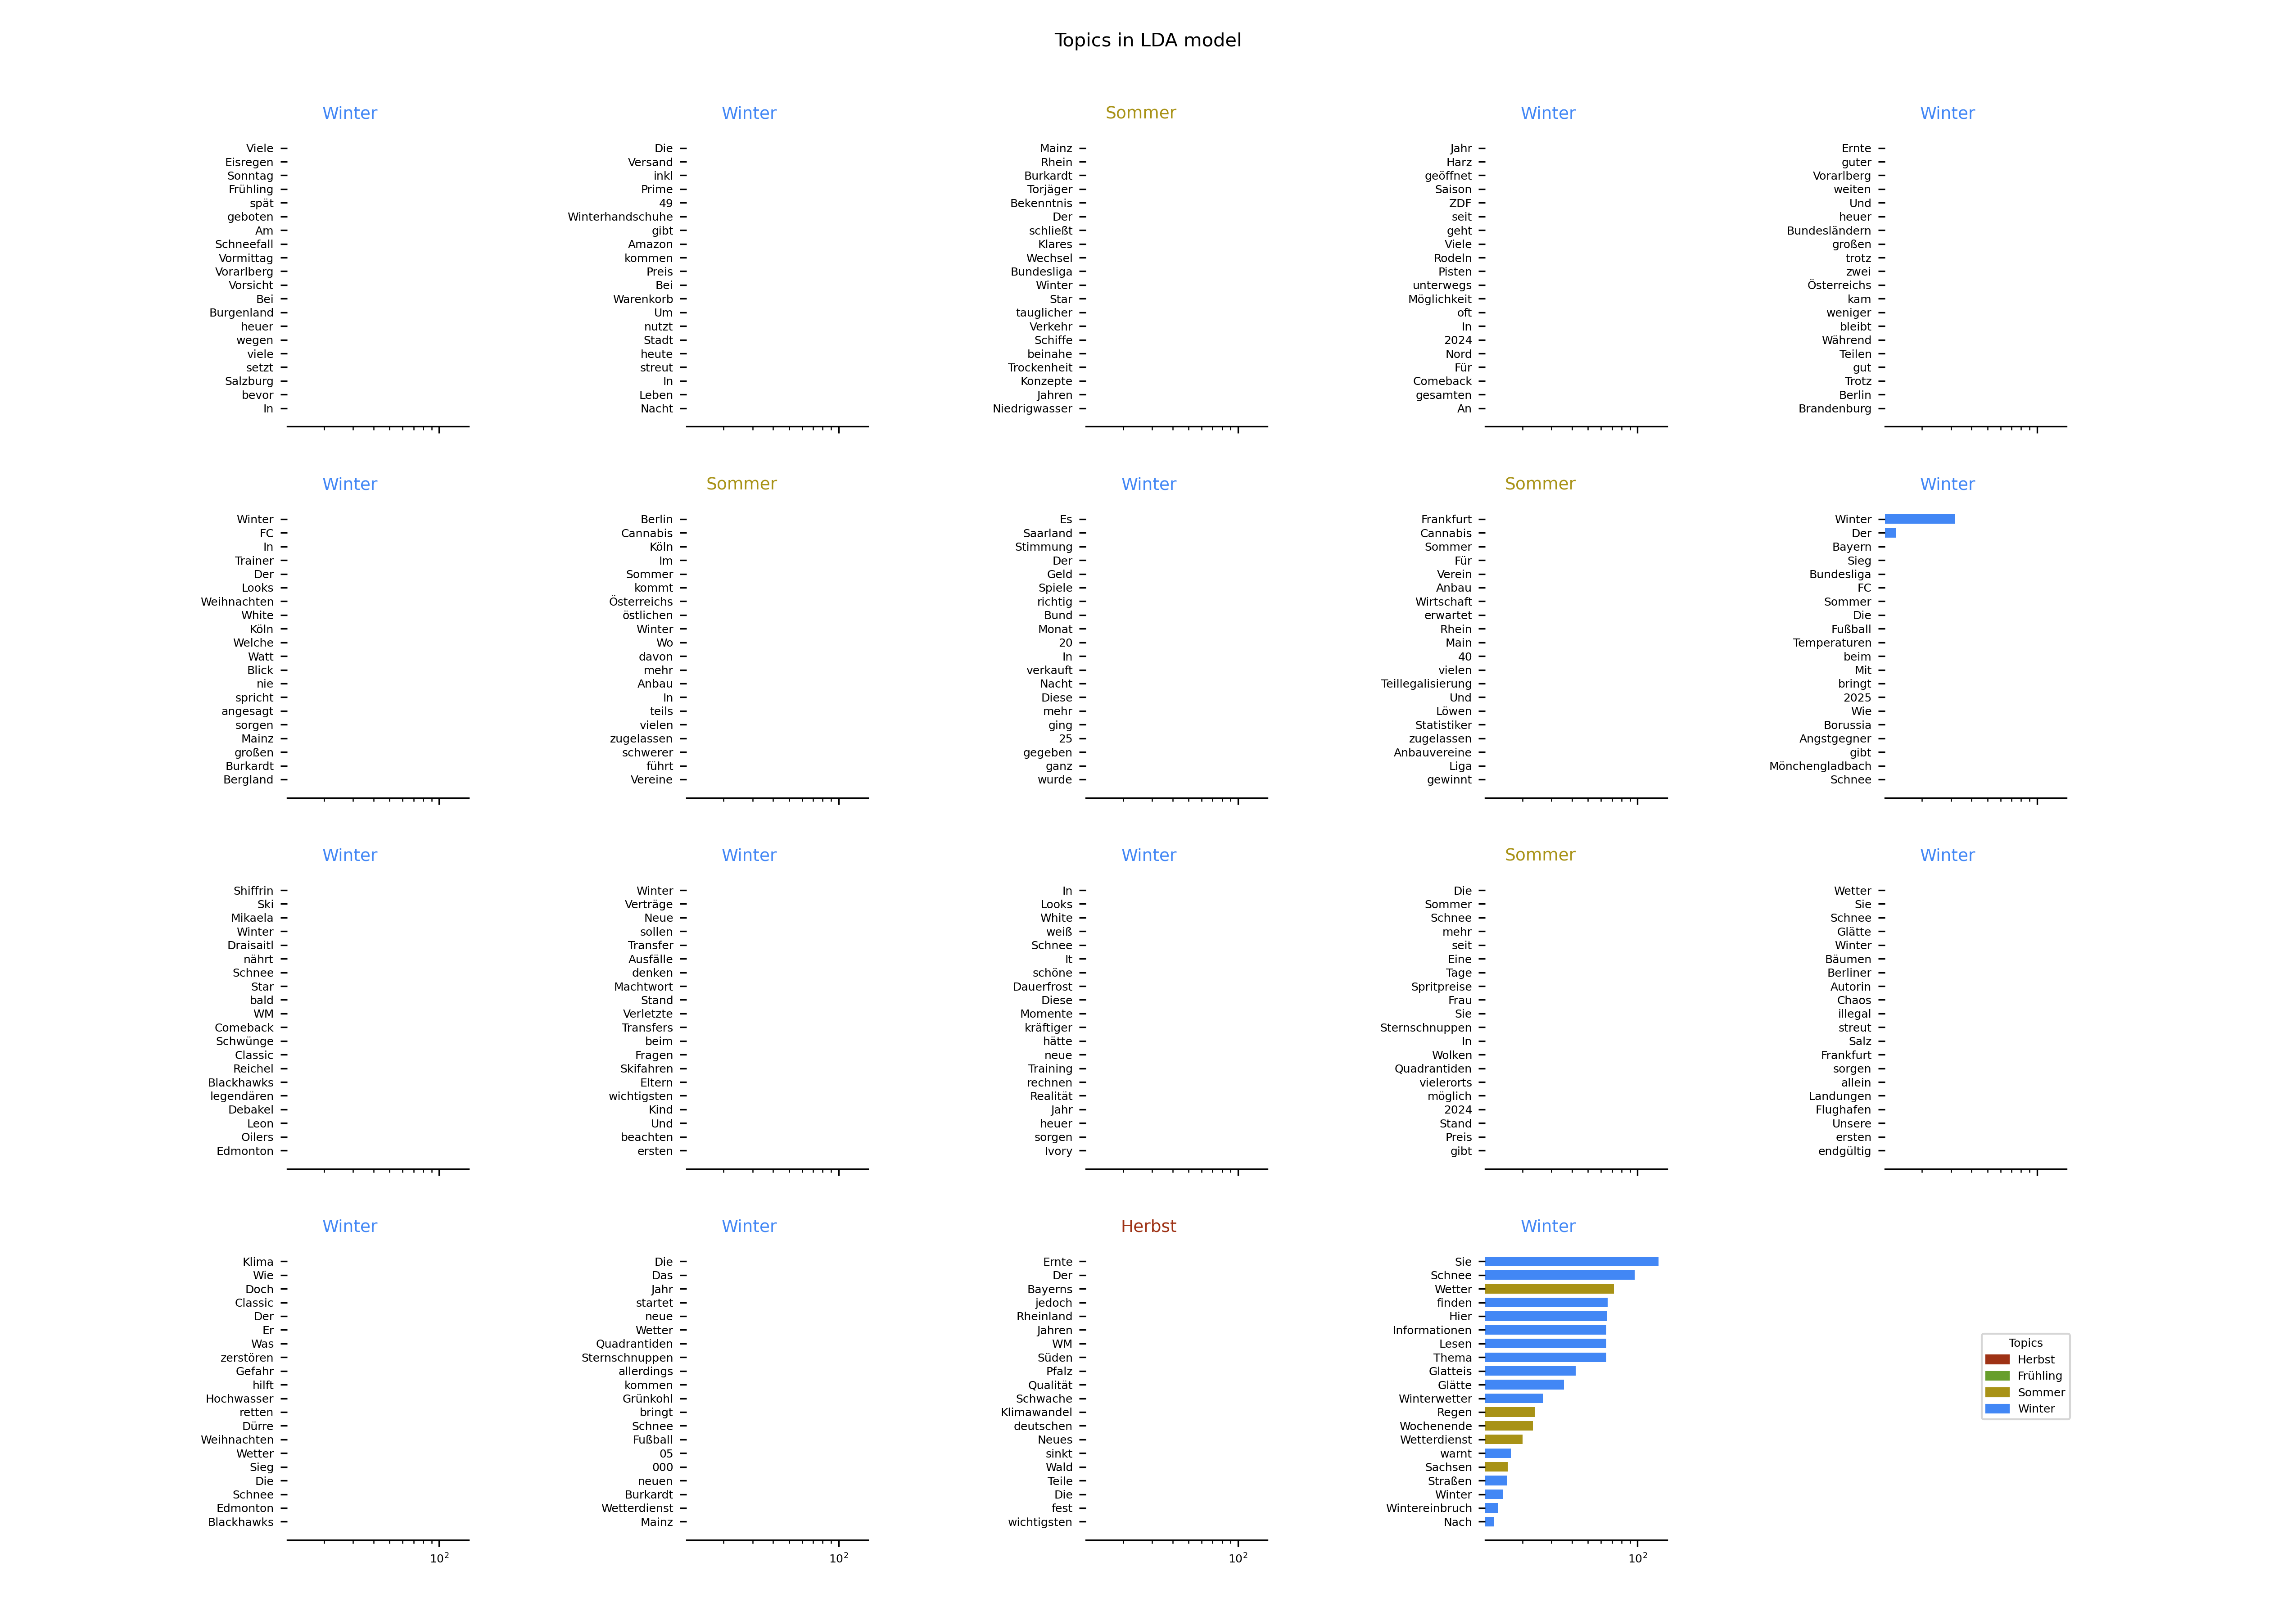 Topics in LDA model
Winter
Viele
Eisregen
Sonntag
Frühling
spät
geboten
Am
Schneefall
Vormittag
Vorarlberg
Vorsicht
Bei
Burgenland
heuer
wegen
viele
setzt
Salzburg
bevor
In
Winter
Die
Versand
inkl
Prime
49
Winterhandschuhe
gibt
Amazon
kommen
Preis
Bei
Warenkorb
Um
nutzt
Stadt
heute
streut
In
Leben
Nacht
Sommer
Mainz
Rhein
Burkardt
Torjäger
Bekenntnis
Der
schließt
Klares
Wechsel
Bundesliga
Winter
Star
tauglicher
Verkehr
Schiffe
beinahe
Trockenheit
Konzepte
Jahren
Niedrigwasser
Winter
Jahr
Harz
geöffnet
Saison
ZDF
seit
geht
Viele
Rodeln
Pisten
unterwegs
Möglichkeit
oft
In
2024
Nord
Für
Comeback
gesamten
An
Winter
Ernte
guter
Vorarlberg
weiten
Und
heuer
Bundesländern
großen
trotz
zwei
Österreichs
kam
weniger
bleibt
Während
Teilen
gut
Trotz
Berlin
Brandenburg
Winter
Winter
FC
In
Trainer
Der
Looks
Weihnachten
White
Köln
Welche
Watt
Blick
nie
spricht
angesagt
sorgen
Mainz
großen
Burkardt
Bergland
Sommer
Berlin
Cannabis
Köln
Im
Sommer
kommt
Österreichs
östlichen
Winter
Wo
davon
mehr
Anbau
In
teils
vielen
zugelassen
schwerer
führt
Vereine
Winter
Es
Saarland
Stimmung
Der
Geld
Spiele
richtig
Bund
Monat
20
In
verkauft
Nacht
Diese
mehr
ging
25
gegeben
ganz
wurde
Sommer
Frankfurt
Cannabis
Sommer
Für
Verein
Anbau
Wirtschaft
erwartet
Rhein
Main
40
vielen
Teillegalisierung
Und
Löwen
Statistiker
zugelassen
Anbauvereine
Liga
gewinnt
Winter
Winter
Der
Bayern
Sieg
Bundesliga
FC
Sommer
Die
Fußball
Temperaturen
beim
Mit
bringt
2025
Wie
Borussia
Angstgegner
gibt
Mönchengladbach
Schnee
Winter
Shiffrin
Ski
Mikaela
Winter
Draisaitl
nährt
Schnee
Star
bald
WM
Comeback
Schwünge
Classic
Reichel
Blackhawks
legendären
Debakel
Leon
Oilers
Edmonton
Winter
Winter
Verträge
Neue
sollen
Transfer
Ausfälle
denken
Machtwort
Stand
Verletzte
Transfers
beim
Fragen
Skifahren
Eltern
wichtigsten
Kind
Und
beachten
ersten
Winter
In
Looks
White
weiß
Schnee
It
schöne
Dauerfrost
Diese
Momente
kräftiger
hätte
neue
Training
rechnen
Realität
Jahr
heuer
sorgen
Ivory
Sommer
Die
Sommer
Schnee
mehr
seit
Eine
Tage
Spritpreise
Frau
Sie
Sternschnuppen
In
Wolken
Quadrantiden
vielerorts
möglich
2024
Stand
Preis
gibt
Winter
Wetter
Sie
Schnee
Glätte
Winter
Bäumen
Berliner
Autorin
Chaos
illegal
streut
Salz
Frankfurt
sorgen
allein
Landungen
Flughafen
Unsere
ersten
endgültig
Winter
Klima
Wie
Doch
Classic
Der
Er
Was
zerstören
Gefahr
hilft
Hochwasser
retten
Dürre
Weihnachten
Wetter
Sieg
Die
Schnee
Edmonton
Blackhawks
10²
Winter
Die
Das
Jahr
startet
neue
Wetter
Quadrantiden
Sternschnuppen
allerdings
kommen
Grünkohl
bringt
Schnee
Fußball
05
000
neuen
Burkardt
Wetterdienst
Mainz
10²
Herbst
Ernte
Der
Bayerns
jedoch
Rheinland
Jahren
WM
Süden
Pfalz
Qualität
Schwache
Klimawandel
deutschen
Neues
sinkt
Wald
Teile
Die
fest
wichtigsten
10²
Winter
Sie
Schnee
Wetter
finden
Hier
Informationen
Lesen
Thema
Glatteis
Glätte
Winterwetter
Regen
Wochenende
Wetterdienst
warnt
Sachsen
Straßen
Winter
Wintereinbruch
Nach
10²
Topics
Herbst
Frühling
Sommer
Winter